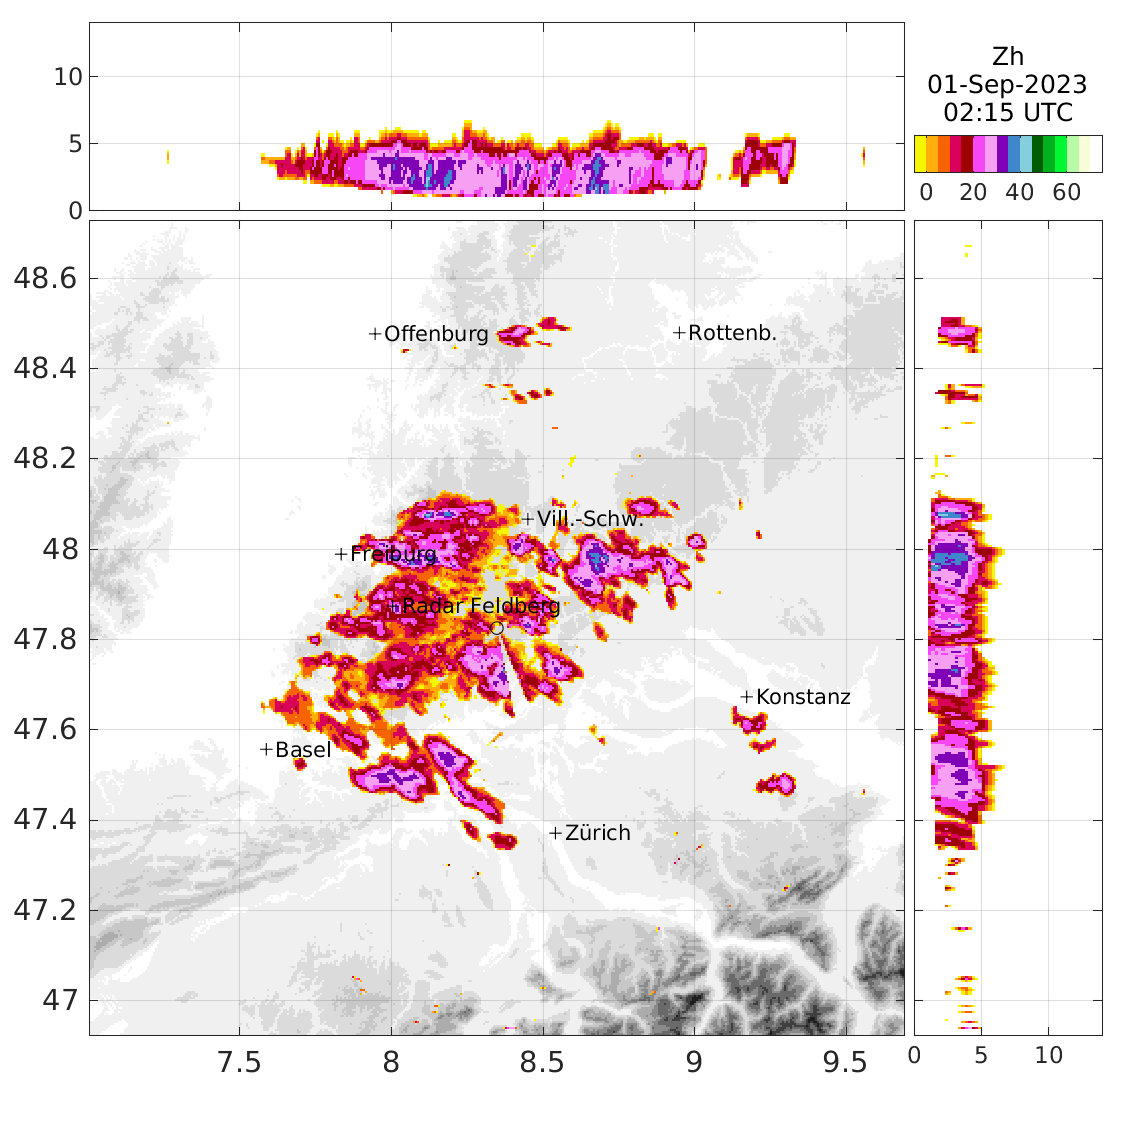 10
5
0
Zh
01-Sep-2023
02:15 UTC
0 20 40 60
48.6
48.4
48.2
48
47.8
47.6
47.4
47.2
47
+Offenburg
+Rottenb.
+Vill.-Schw.
+Freiburg
+Radar Feldberg
+Konstanz
+Basel
+Zürich
7.5 8 8.5 9 9.5
0 5 10